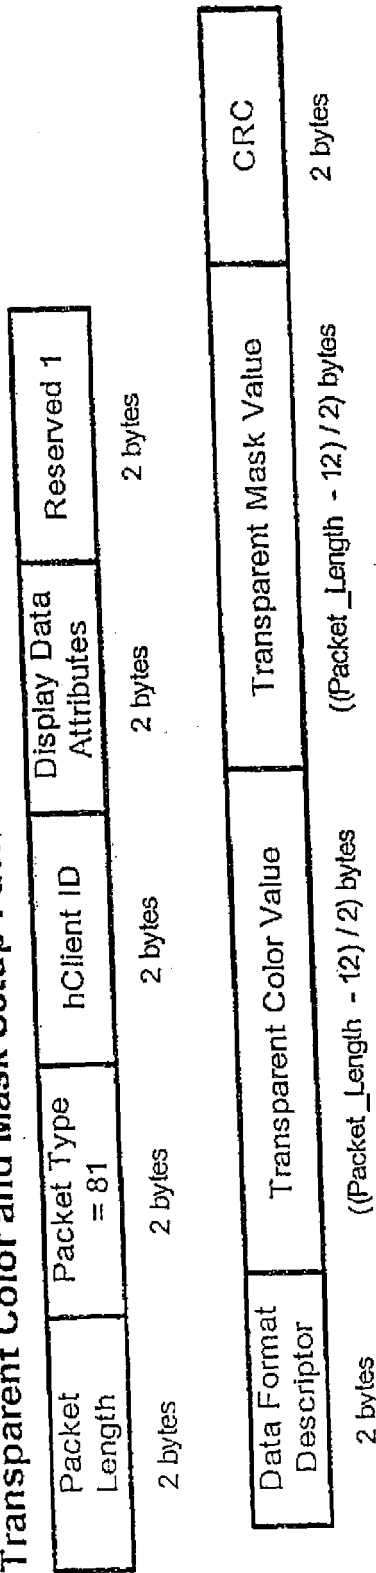 Transparent Color and Mask Setup
Packet
Length
Packet Type
= 81
hClient ID
Display Data
Attributes
Reserved 1
2 bytes
2 bytes
2 bytes
2 bytes
2 bytes
Data Format
Descriptor
Transparent Color Value
Transparent Mask Value
CRC
2 bytes
((Packet_Length - 12) / 2) bytes
((Packet_Length - 12) / 2) bytes
2 bytes